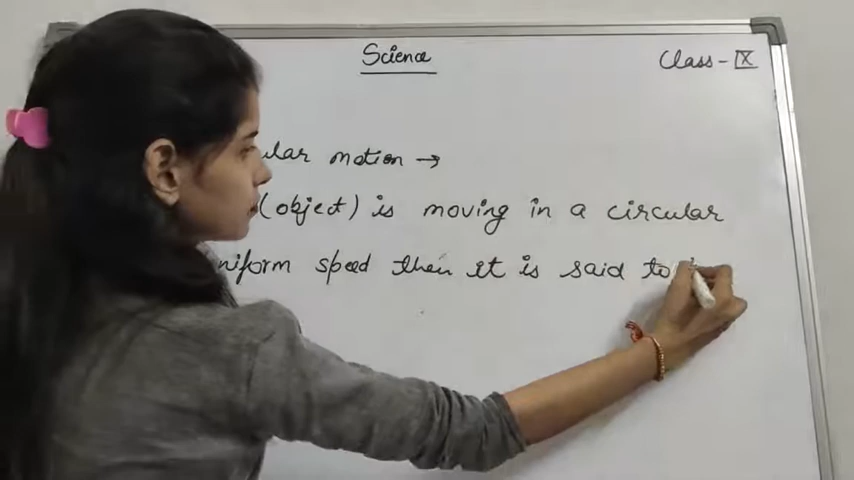 Science
Class - IX
ular motion →
(object) is moving in a circular
niform speed then it is said to